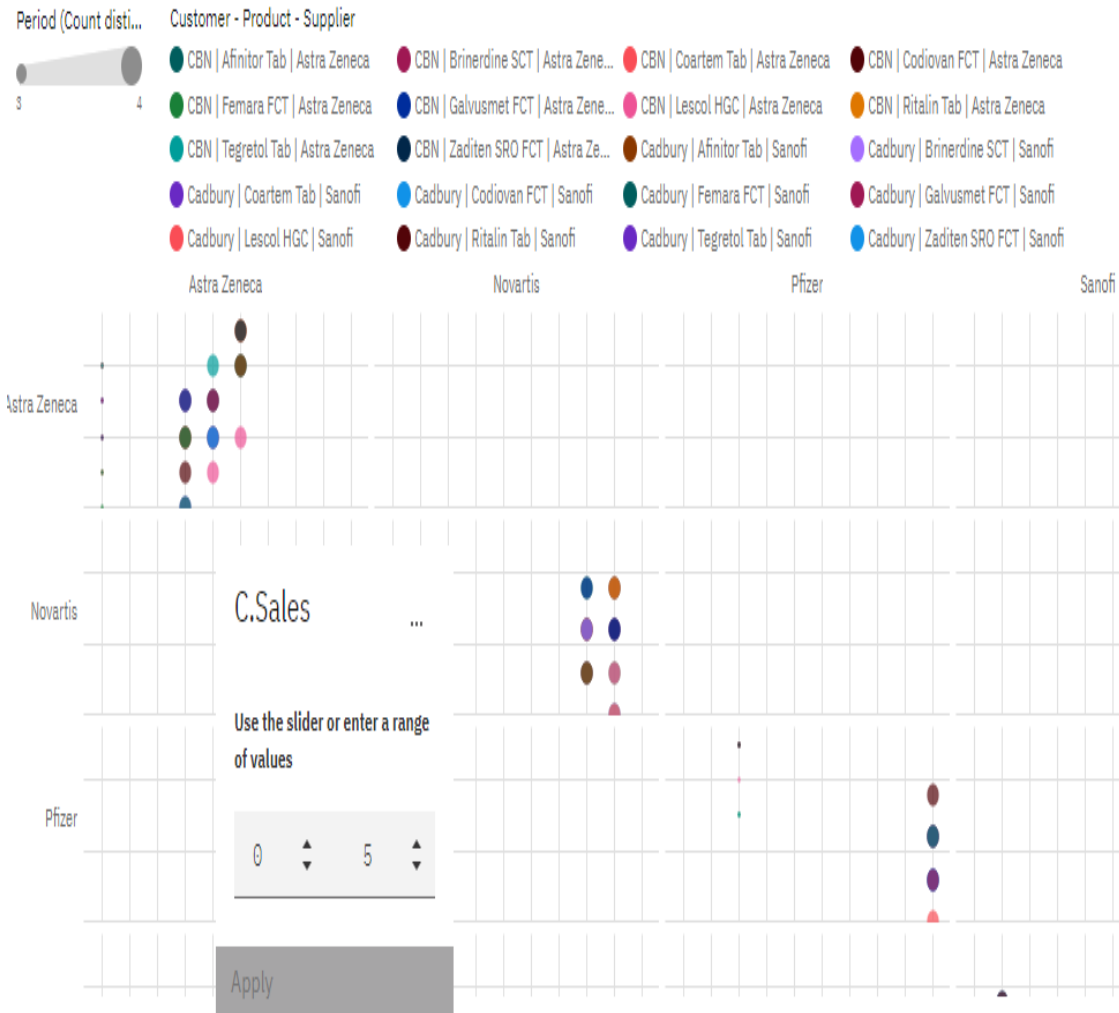 Period (Count disti... Customer - Product - Supplier
CBN | Afinitor Tab | Astra Zeneca CBN | Brinerdine SCT | Astra Zene... CBN | Coartem Tab | Astra Zeneca CBN | Codiovan FCT | Astra Zeneca
3 4 CBN | Femara FCT | Astra Zeneca CBN | Galvusmet FCT | Astra Zene... CBN | Lescol HGC | Astra Zeneca CBN | Ritalin Tab | Astra Zeneca
CBN | Tegretol Tab | Astra Zeneca CBN | Zaditen SRO FCT | Astra Ze... Cadbury | Afinitor Tab | Sanofi Cadbury | Brinerdine SCT | Sanofi
Cadbury | Coartem Tab | Sanofi Cadbury | Codiovan FCT | Sanofi Cadbury | Femara FCT | Sanofi Cadbury | Galvusmet FCT | Sanofi
Cadbury | Lescol HGC | Sanofi Cadbury | Ritalin Tab | Sanofi Cadbury | Tegretol Tab | Sanofi Cadbury | Zaditen SRO FCT | Sanofi
Astra Zeneca Novartis Pfizer Sanofi
Astra Zeneca
Novartis
C.Sales ...
Use the slider or enter a range
of values
Pfizer
0 5
Apply